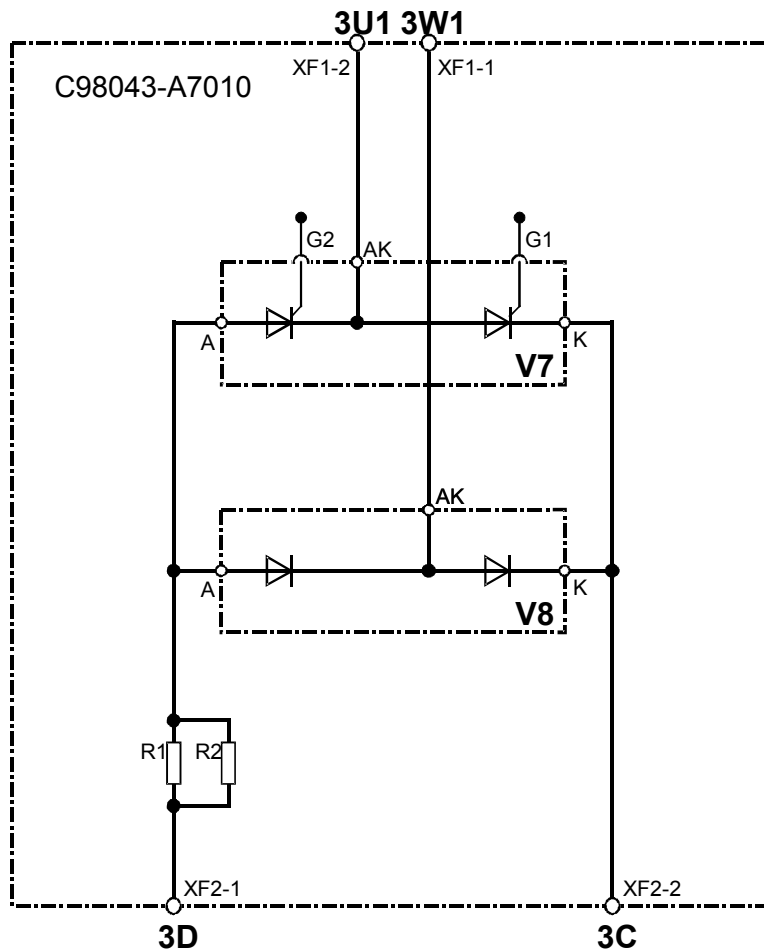 3U1 3W1
XF1-2 XF1-1
C98043-A7010
G2 AK G1
A K
V7
AK
A K
V8
R1 R2
XF2-1 XF2-2
3D 3C